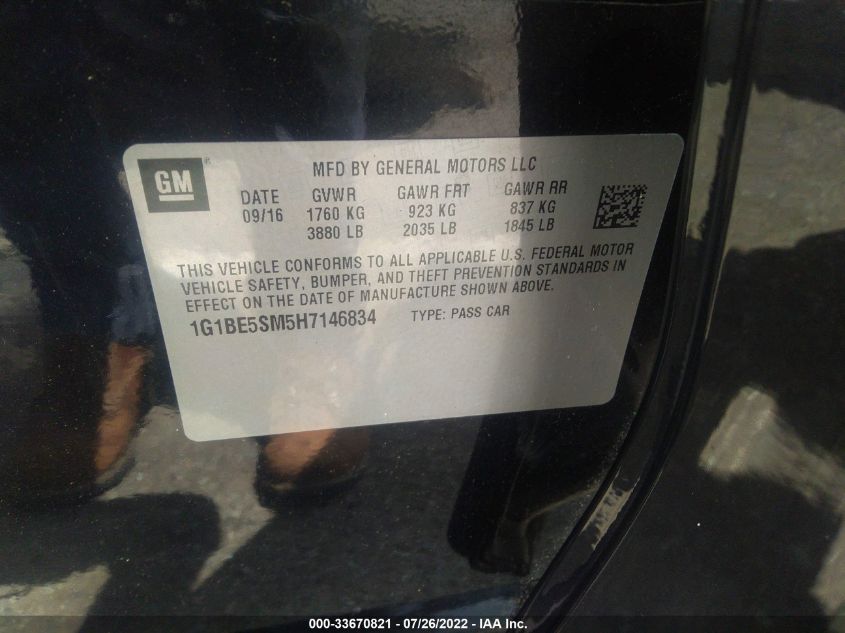 GM ®
MFD BY GENERAL MOTORS LLC
DATE GVWR GAWR FRT GAWR RR
09/16 1760 KG 923 KG 837 KG
3880 LB 2035 LB 1845 LB
THIS VEHICLE CONFORMS TO ALL APPLICABLE U.S. FEDERAL MOTOR
VEHICLE SAFETY, BUMPER, AND THEFT PREVENTION STANDARDS IN
EFFECT ON THE DATE OF MANUFACTURE SHOWN ABOVE.
1G1BE5SM5H7146834 TYPE: PASS CAR
000-33670821 - 07/26/2022 - IAA Inc.